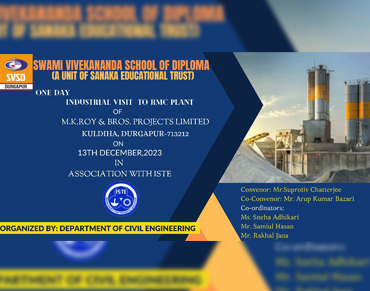 SWAMI VIVEKANANDA SCHOOL OF DIPLOMA
(A UNIT OF SANAKA EDUCATIONAL TRUST)
SVSD
DURGAPUR
ONE DAY
INDUSTRIAL VISIT TO RMC PLANT
OF
M.K.ROY & BROS. PROJECTS LIMITED
KULDIHA, DURGAPUR-713212
ON
13TH DECEMBER,2023
IN
ASSOCIATION WITH ISTE
ISTE
ORGANIZED BY: DEPARTMENT OF CIVIL ENGINEERING
Convenor: Mr.Suprotiv Chatterjee
Co-Convenor: Mr. Arup Kumar Bazari
Co-ordinators:
Ms. Sneha Adhikari
Mr. Samiul Hasan
Mr. Rakhal Jana